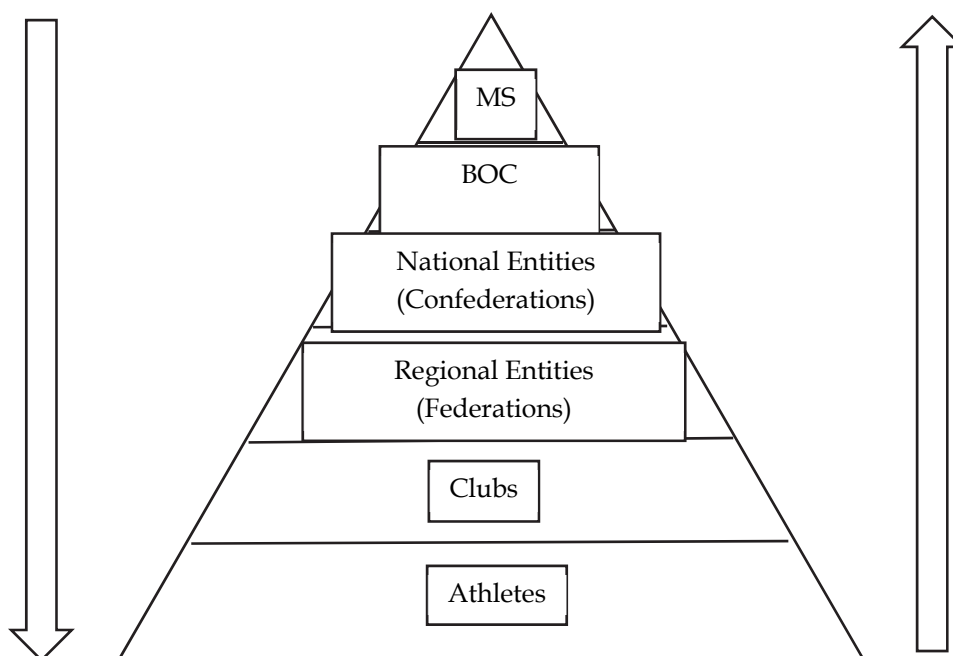 MS
BOC
National Entities
(Confederations)
Regional Entities
(Federations)
Clubs
Athletes